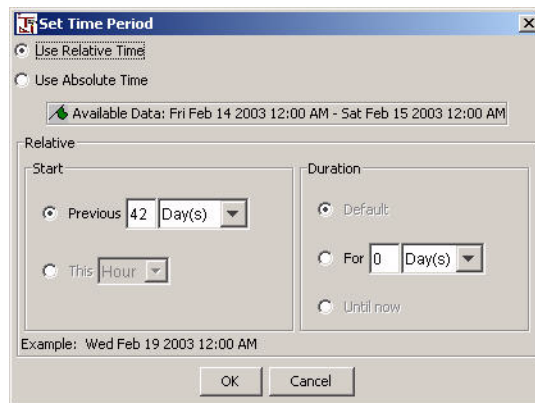 Set Time Period
Use Relative Time
Use Absolute Time
Available Data: Fri Feb 14 2003 12:00 AM - Sat Feb 15 2003 12:00 AM
Relative
Start
Previous 42 Day(s)
This Hour
Duration
Default
For 0 Day(s)
Until now
Example: Wed Feb 19 2003 12:00 AM
OK Cancel